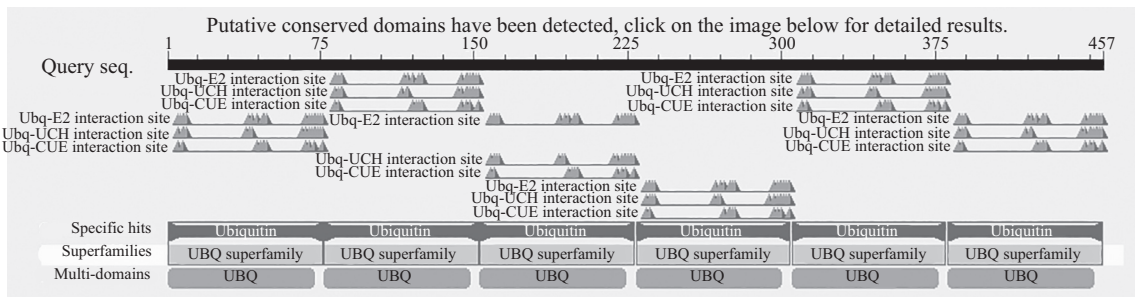 Putative conserved domains have been detected, click on the image below for detailed results.
1 75 150 225 300 375 457
Query seq.
Ubq-E2 interaction site Ubq-E2 interaction site
Ubq-UCH interaction site Ubq-UCH interaction site
Ubq-CUE interaction site Ubq-CUE interaction site
Ubq-E2 interaction site Ubq-E2 interaction site Ubq-E2 interaction site
Ubq-UCH interaction site Ubq-UCH interaction site
Ubq-CUE interaction site Ubq-CUE interaction site
Ubq-UCH interaction site
Ubq-CUE interaction site
Ubq-E2 interaction site
Ubq-UCH interaction site
Ubq-CUE interaction site
Specific hits Ubiquitin Ubiquitin Ubiquitin Ubiquitin Ubiquitin Ubiquitin
Superfamilies UBQ superfamily UBQ superfamily UBQ superfamily UBQ superfamily UBQ superfamily UBQ superfamily
Multi-domains UBQ UBQ UBQ UBQ UBQ UBQ